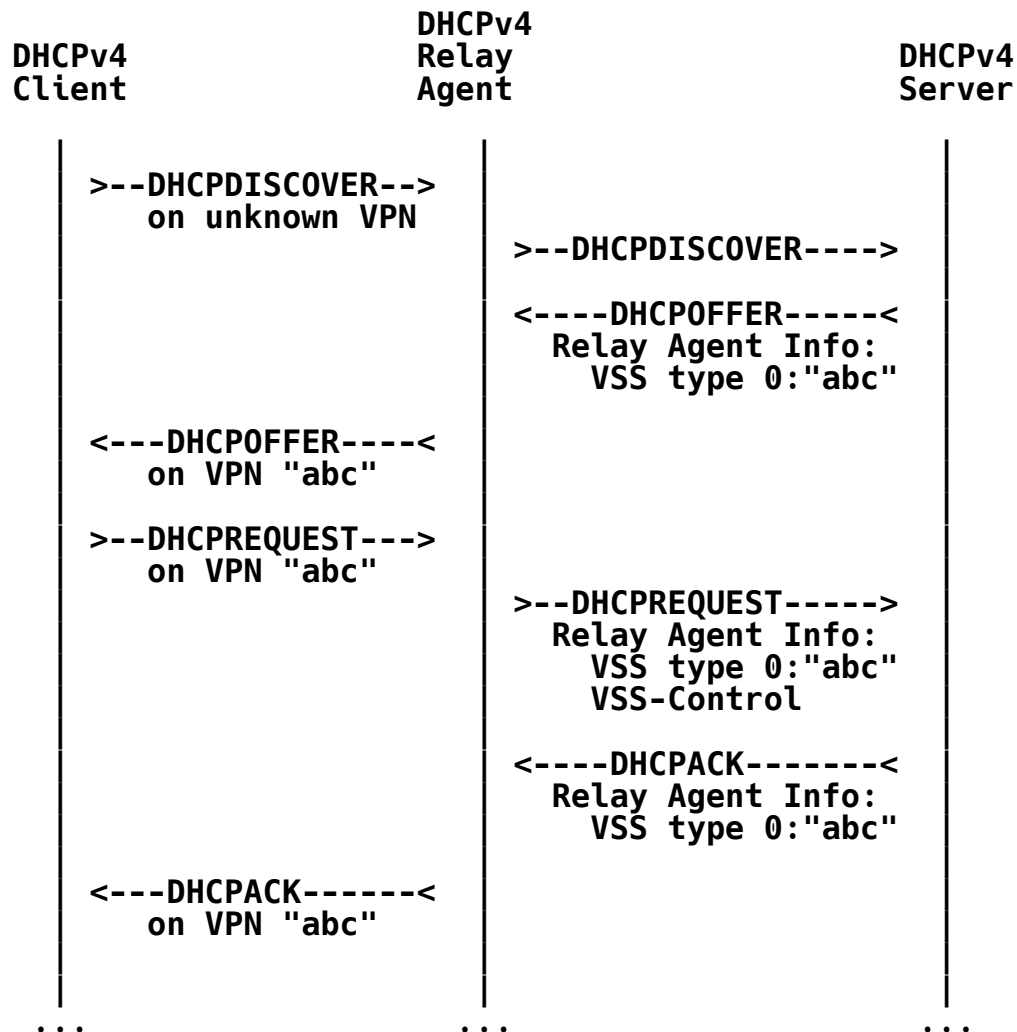 DHCPv4
DHCPv4               Relay                    DHCPv4
Client               Agent                    Server

  |                     |                       |
  | >--DHCPDISCOVER-->  |                       |
  |    on unknown VPN   |                       |
  |                     | >--DHCPDISCOVER---->  |
  |                     |                       |
  |                     | <----DHCPOFFER-----<  |
  |                     |   Relay Agent Info:   |
  |                     |     VSS type 0:"abc"  |
  |                     |                       |
  | <---DHCPOFFER----<  |                       |
  |    on VPN "abc"     |                       |
  |                     |                       |
  | >--DHCPREQUEST--->  |                       |
  |    on VPN "abc"     |                       |
  |                     | >--DHCPREQUEST----->  |
  |                     |   Relay Agent Info:   |
  |                     |     VSS type 0:"abc"  |
  |                     |     VSS-Control       |
  |                     |                       |
  |                     | <----DHCPACK-------<  |
  |                     |   Relay Agent Info:   |
  |                     |     VSS type 0:"abc"  |
  |                     |                       |
  | <---DHCPACK------<  |                       |
  |    on VPN "abc"     |                       |
  |                     |                       |
  |                     |                       |
 ...                   ...                     ...